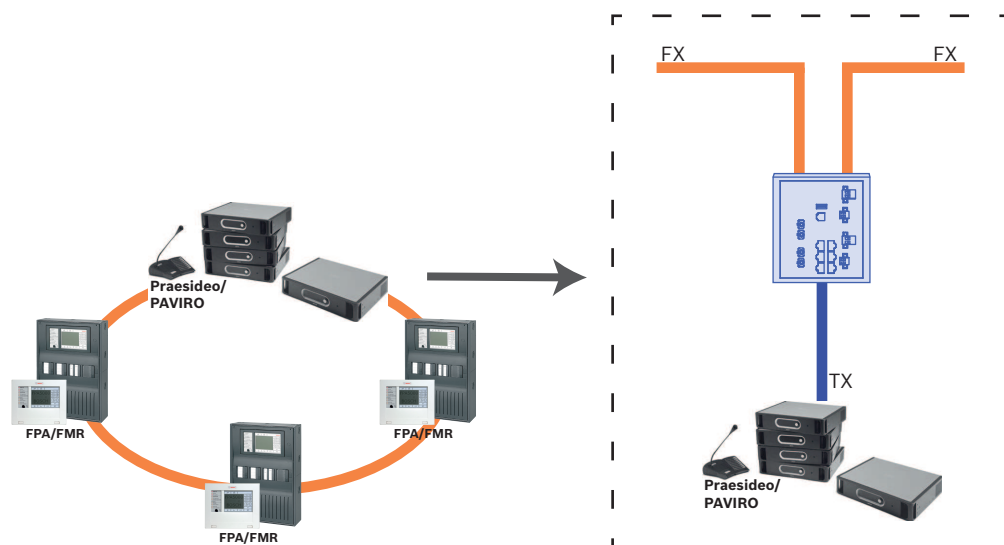 FX
FX
Praesideo/
PAVIRO
FPA/FMR
FPA/FMR
FPA/FMR
TX
Praesideo/
PAVIRO